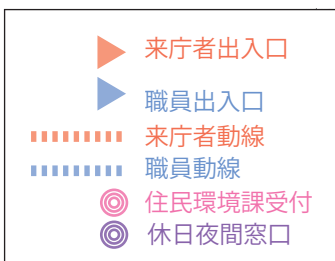 来庁者出入口
職員出入口
来庁者動線
職員動線
住民環境課受付
休日夜間窓口